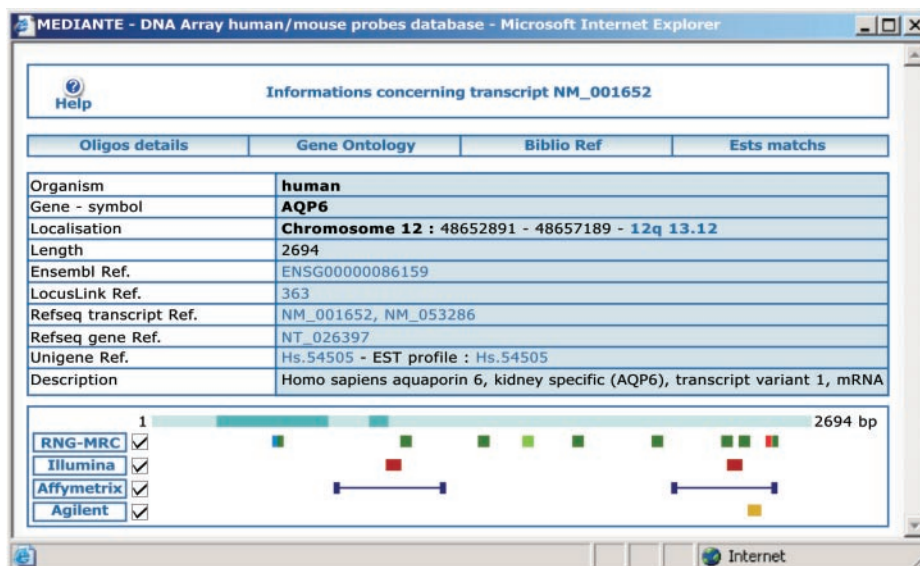 MEDIANTE - DNA Array human/mouse probes database - Microsoft Internet Explorer
Help
Informations concerning transcript NM_001652
Oligos details Gene Ontology Biblio Ref Ests matchs
Organism human
Gene - symbol AQP6
Localisation Chromosome 12 : 48652891 - 48657189 - 12q 13.12
Length 2694
Ensembl Ref. ENSG00000086159
LocusLink Ref. 363
Refseq transcript Ref. NM_001652, NM_053286
Refseq gene Ref. NT_026397
Unigene Ref. Hs.54505 - EST profile : Hs.54505
Description Homo sapiens aquaporin 6, kidney specific (AQP6), transcript variant 1, mRNA
1 2694 bp
RNG-MRC
Illumina
Affymetrix
Agilent
Internet